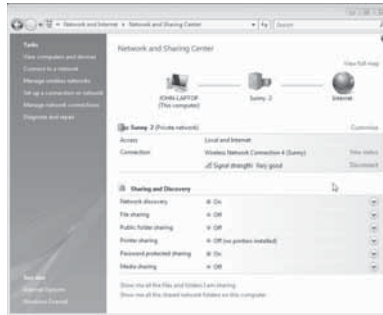 Network and Internet ▸ Network and Sharing Center
Search
Tasks
View computers and devices
Connect to a network
Manage wireless networks
Set up a connection or network
Manage network connections
Diagnose and repair
See also
Internet Options
Windows Firewall
Network and Sharing Center
View full map
JOHN-LAPTOP
(This computer)
Sunny 2
Internet
Sunny 2 (Private network)
Customize
Access
Local and Internet
Connection
Wireless Network Connection 4 (Sunny)
View status
Signal strength: Very good
Disconnect
Sharing and Discovery
Network discovery
On
File sharing
Off
Public folder sharing
Off
Printer sharing
Off (no printers installed)
Password protected sharing
On
Media sharing
Off
Show me all the files and folders I am sharing
Show me all the shared network folders on this computer